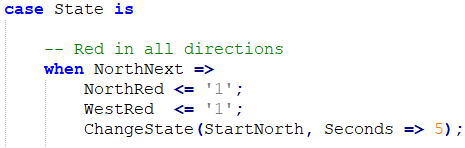 case State is
-- Red in all directions
when NorthNext =>
NorthRed <= '1';
WestRed  <= '1';
ChangeState(StartNorth, Seconds => 5);